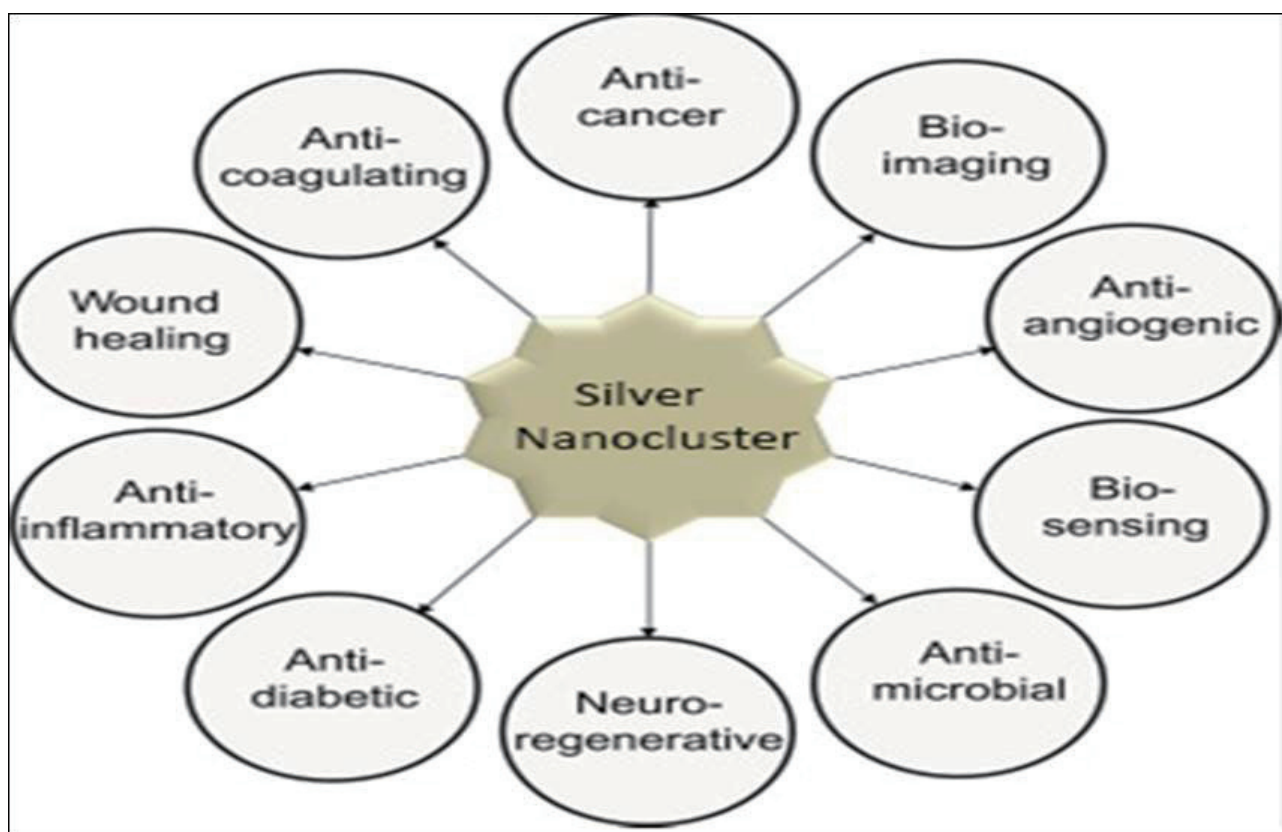 Anti-
cancer
Bio-
imaging
Anti-
angiogenic
Bio-
sensing
Anti-
microbial
Neuro-
regenerative
Anti-
diabetic
Anti-
inflammatory
Wound
healing
Anti-
coagulating
Silver
Nanocluster